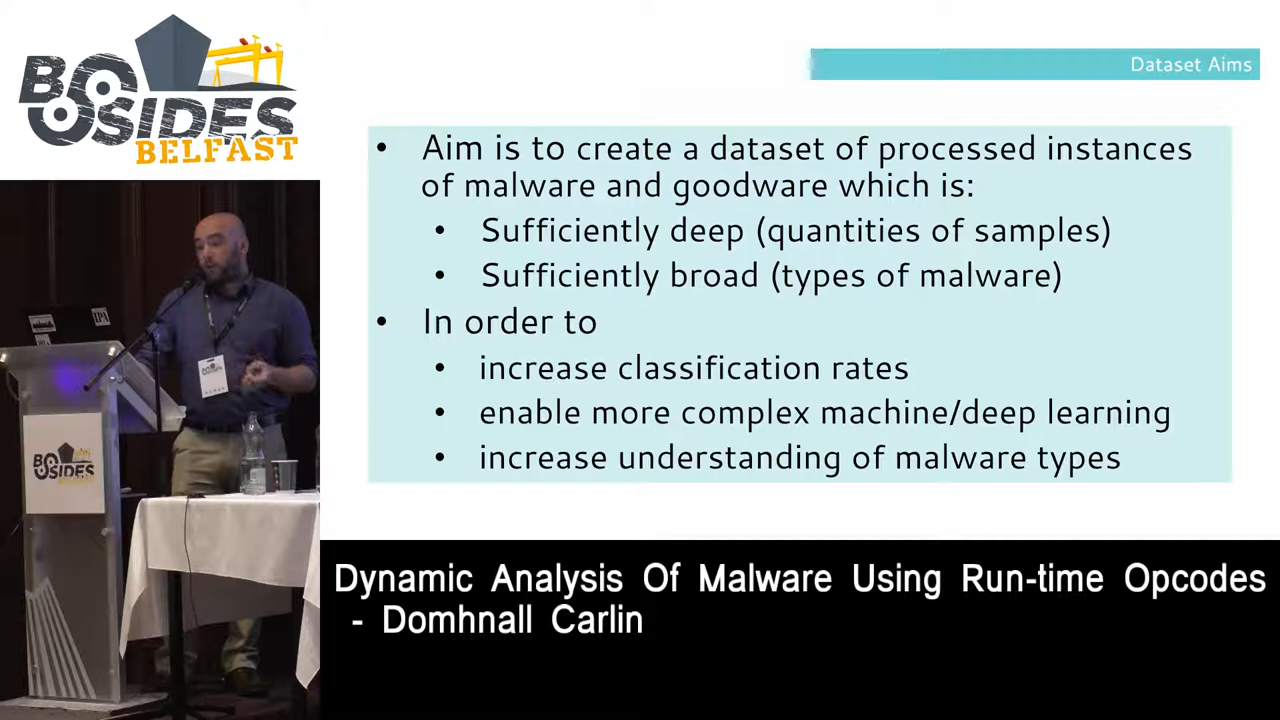 BSIDES
BELFAST
Dataset Aims
• Aim is to create a dataset of processed instances
of malware and goodware which is:
• Sufficiently deep (quantities of samples)
• Sufficiently broad (types of malware)
• In order to
• increase classification rates
• enable more complex machine/deep learning
• increase understanding of malware types
BSIDES
BELFAST
Dynamic Analysis Of Malware Using Run-time Opcodes
- Domhnall Carlin